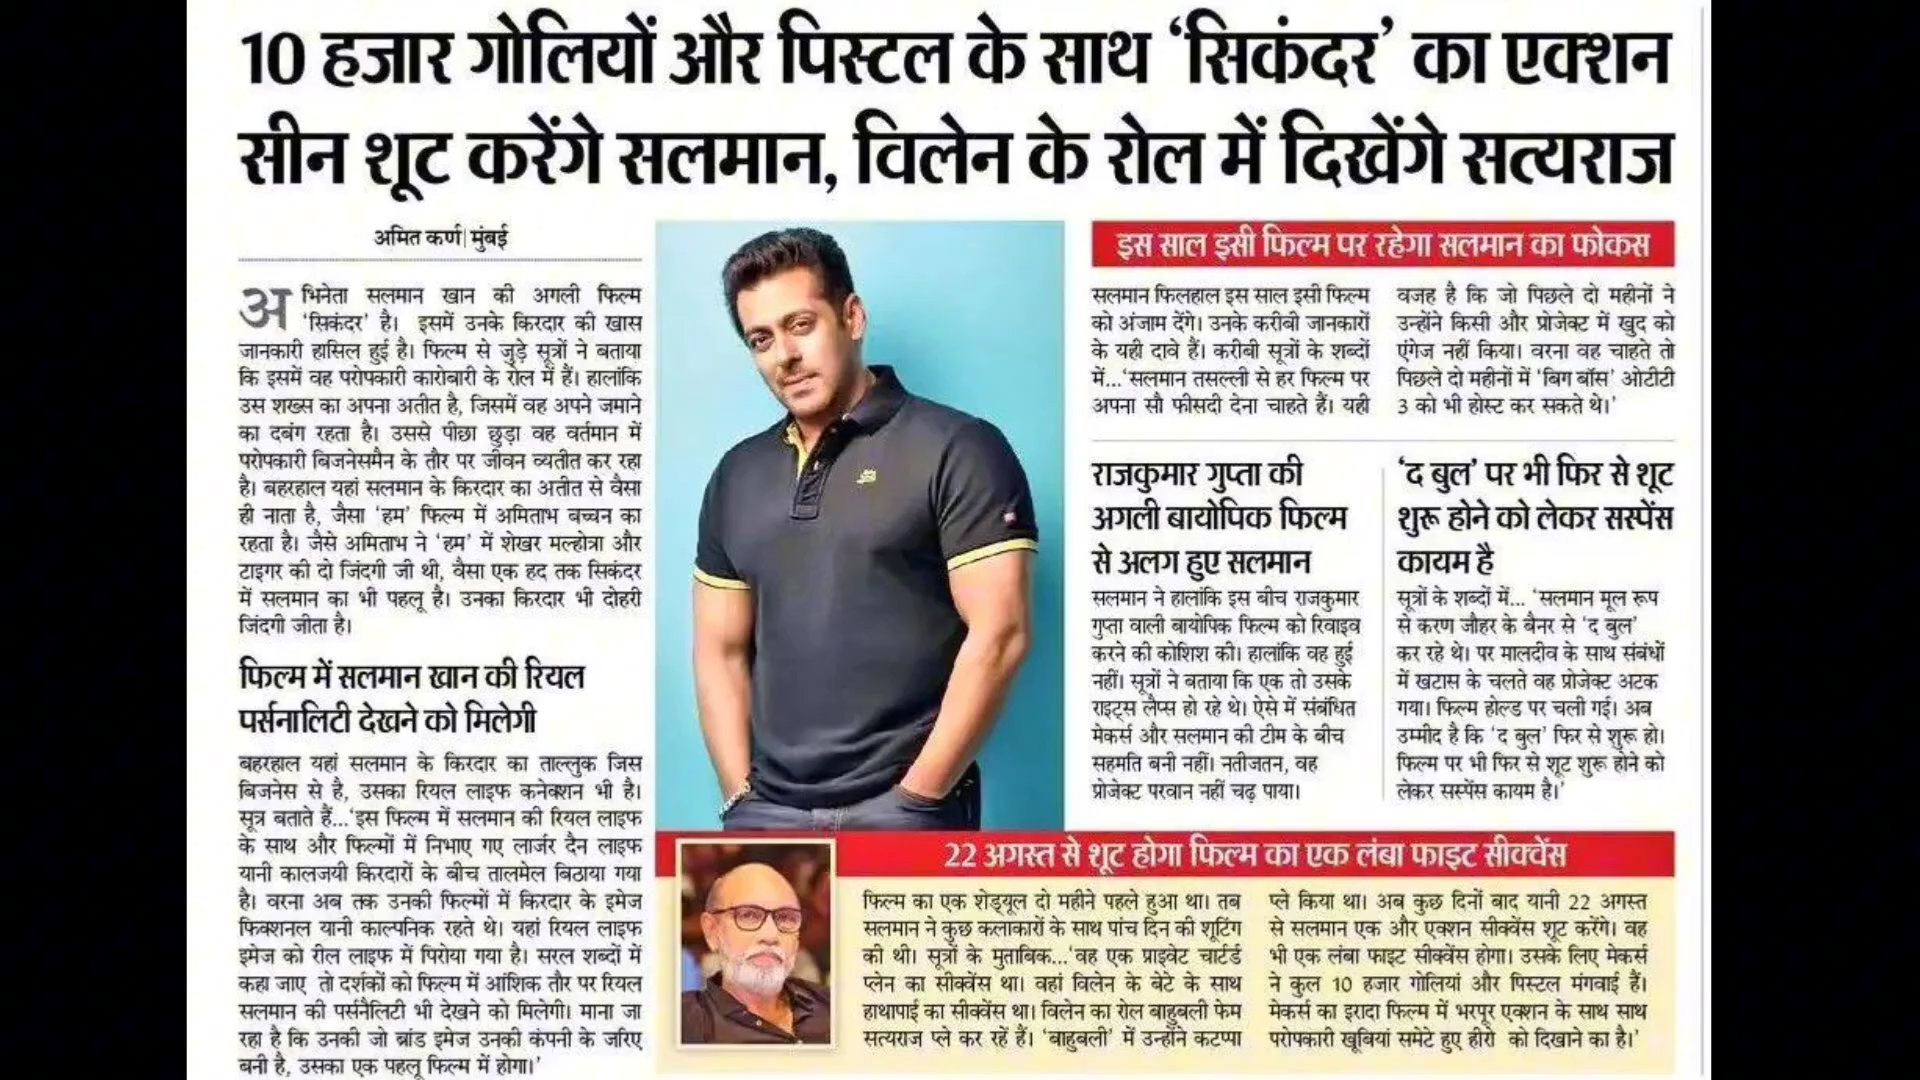 10 हजार गोलियों और पिस्टल के साथ ‘सिकंदर’ का एक्शन
सीन शूट करेंगे सलमान, विलेन के रोल में दिखेंगे सत्यराज
अमित कर्ण|मुंबई
अभिनेता सलमान खान की अगली फिल्म
‘सिकंदर’ है। इसमें उनके किरदार की खास
जानकारी हासिल हुई है। फिल्म से जुड़े सूत्रों ने बताया
कि इसमें वह परोपकारी कारोबारी के रोल में हैं। हालांकि
उस शख्स का अपना अतीत है, जिसमें वह अपने जमाने
का दबंग रहता है। उससे पीछा छुड़ा वह वर्तमान में
परोपकारी बिजनेसमैन के तौर पर जीवन व्यतीत कर रहा
है। बहरहाल यहां सलमान के किरदार का अतीत से वैसा
ही नाता है, जैसा ‘हम’ फिल्म में अमिताभ बच्चन का
रहता है। जैसे अमिताभ ने ‘हम’ में शेखर मल्होत्रा और
टाइगर की दो जिंदगी जी थी, वैसा एक हद तक सिकंदर
में सलमान का भी पहलू है। उनका किरदार भी दोहरी
जिंदगी जीता है।
फिल्म में सलमान खान की रियल
पर्सनालिटी देखने को मिलेगी
बहरहाल यहां सलमान के किरदार का ताल्लुक जिस
बिजनेस से है, उसका रियल लाइफ कनेक्शन भी है।
सूत्र बताते हैं...‘इस फिल्म में सलमान की रियल लाइफ
के साथ और फिल्मों में निभाए गए लार्जर दैन लाइफ
यानी कालजयी किरदारों के बीच तालमेल बिठाया गया
है। वरना अब तक उनकी फिल्मों में किरदार के इमेज
फिक्शनल यानी काल्पनिक रहते थे। यहां रियल लाइफ
इमेज को रील लाइफ में पिरोया गया है। सरल शब्दों में
कहा जाए तो दर्शकों को फिल्म में आंशिक तौर पर रियल
सलमान की पर्सनैलिटी भी देखने को मिलेगी। माना जा
रहा है कि उनकी जो ब्रांड इमेज उनकी कंपनी के जरिए
बनी है, उसका एक पहलू फिल्म में होगा।’
इस साल इसी फिल्म पर रहेगा सलमान का फोकस
सलमान फिलहाल इस साल इसी फिल्म
को अंजाम देंगे। उनके करीबी जानकारों
के यही दावे हैं। करीबी सूत्रों के शब्दों
में...‘सलमान तसल्ली से हर फिल्म पर
अपना सौ फीसदी देना चाहते हैं। यही
वजह है कि जो पिछले दो महीनों ने
उन्होंने किसी और प्रोजेक्ट में खुद को
एंगेज नहीं किया। वरना वह चाहते तो
पिछले दो महीनों में ‘बिग बॉस’ ओटीटी
3 को भी होस्ट कर सकते थे।’
राजकुमार गुप्ता की
अगली बायोपिक फिल्म
से अलग हुए सलमान
सलमान ने हालांकि इस बीच राजकुमार
गुप्ता वाली बायोपिक फिल्म को रिवाइव
करने की कोशिश की। हालांकि वह हुई
नहीं। सूत्रों ने बताया कि एक तो उसके
राइट्स लैप्स हो रहे थे। ऐसे में संबंधित
मेकर्स और सलमान की टीम के बीच
सहमति बनी नहीं। नतीजतन, वह
प्रोजेक्ट परवान नहीं चढ़ पाया।
‘द बुल’ पर भी फिर से शूट
शुरू होने को लेकर सस्पेंस
कायम है
सूत्रों के शब्दों में... ‘सलमान मूल रूप
से करण जौहर के बैनर से ‘द बुल’
कर रहे थे। पर मालदीव के साथ संबंधों
में खटास के चलते वह प्रोजेक्ट अटक
गया। फिल्म होल्ड पर चली गई। अब
उम्मीद है कि ‘द बुल’ फिर से शुरू हो।
फिल्म पर भी फिर से शूट शुरू होने को
लेकर सस्पेंस कायम है।’
22 अगस्त से शूट होगा फिल्म का एक लंबा फाइट सीक्वेंस
फिल्म का एक शेड्यूल दो महीने पहले हुआ था। तब
सलमान ने कुछ कलाकारों के साथ पांच दिन की शूटिंग
की थी। सूत्रों के मुताबिक...‘वह एक प्राइवेट चार्टर्ड
प्लेन का सीक्वेंस था। वहां विलेन के बेटे के साथ
हाथापाई का सीक्वेंस था। विलेन का रोल बाहुबली फेम
सत्यराज प्ले कर रहें हैं। ‘बाहुबली’ में उन्होंने कटप्पा
प्ले किया था। अब कुछ दिनों बाद यानी 22 अगस्त
से सलमान एक और एक्शन सीक्वेंस शूट करेंगे। वह
भी एक लंबा फाइट सीक्वेंस होगा। उसके लिए मेकर्स
ने कुल 10 हजार गोलियां और पिस्टल मंगवाई हैं।
मेकर्स का इरादा फिल्म में भरपूर एक्शन के साथ साथ
परोपकारी खूबियां समेटे हुए हीरो को दिखाने का है।’